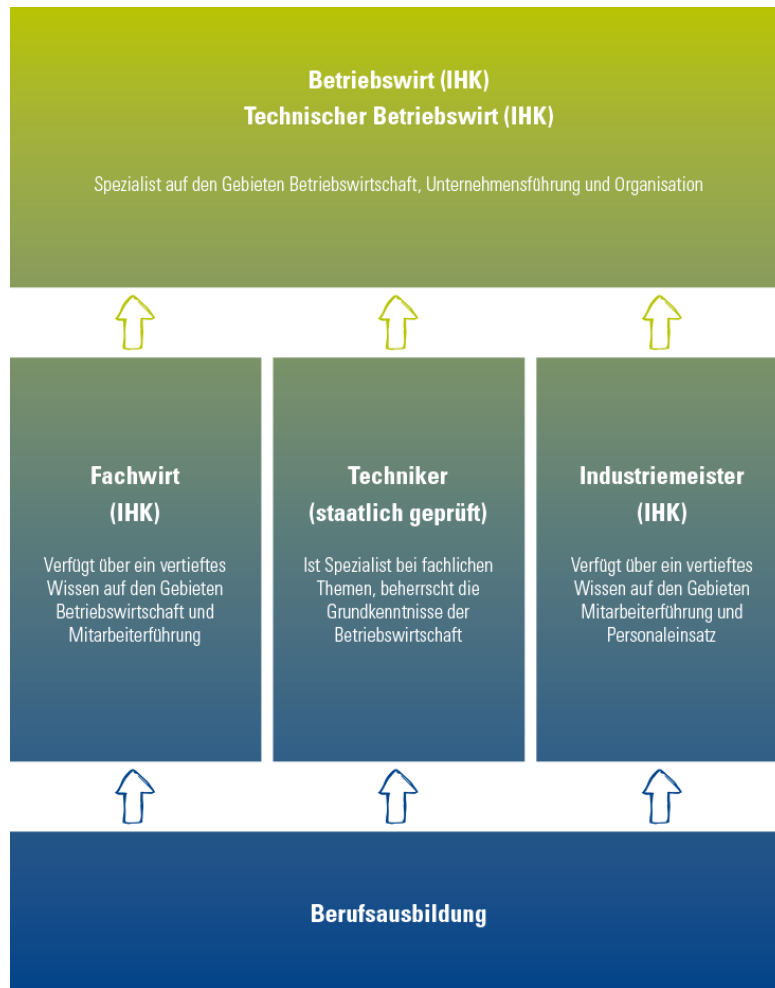 Betriebswirt (IHK)
Technischer Betriebswirt (IHK)
Spezialist auf den Gebieten Betriebswirtschaft, Unternehmensführung und Organisation
Fachwirt
(IHK)
Verfügt über ein vertieftes
Wissen auf den Gebieten
Betriebswirtschaft und
Mitarbeiterführung
Techniker
(staatlich geprüft)
Ist Spezialist bei fachlichen
Themen, beherrscht die
Grundkenntnisse der
Betriebswirtschaft
Industriemeister
(IHK)
Verfügt über ein vertieftes
Wissen auf den Gebieten
Mitarbeiterführung und
Personaleinsatz
Berufsausbildung